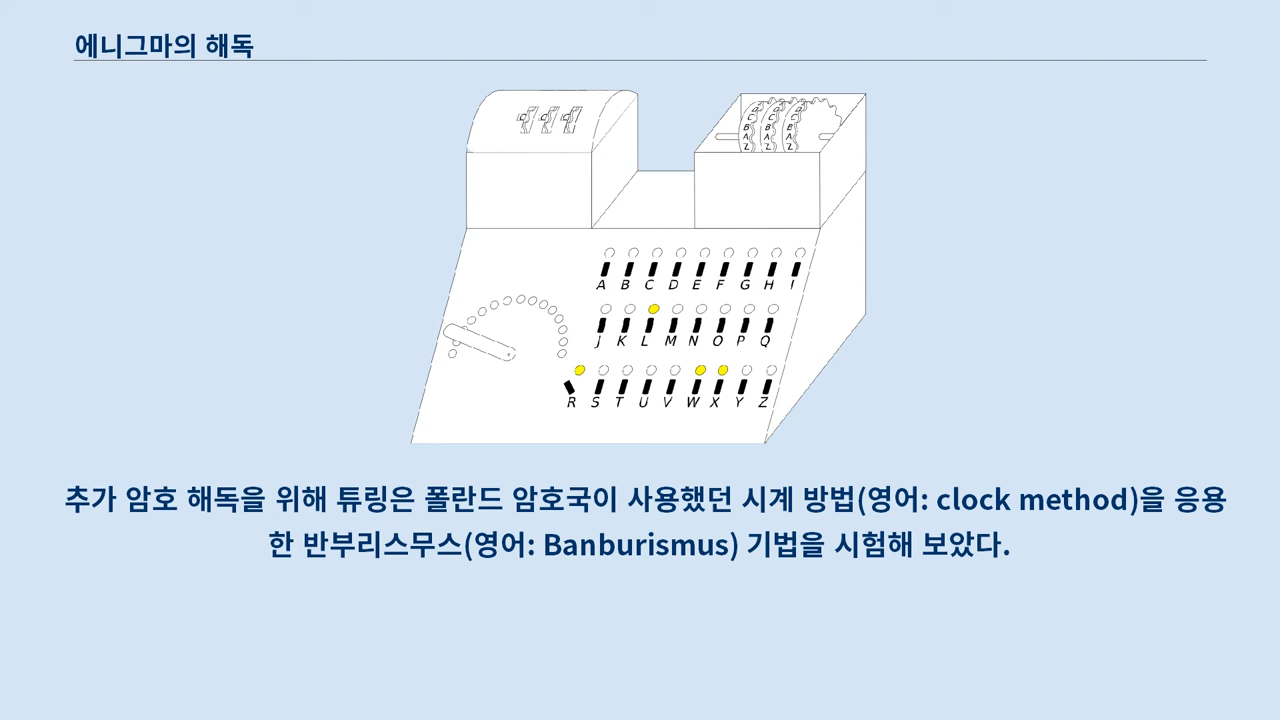 에니그마의 해독
C C C
C C C
B B B
A A A
Z Z Z
A B C D E F G H I
J K L M N O P Q
R S T U V W X Y Z
추가 암호 해독을 위해 튜링은 폴란드 암호국이 사용했던 시계 방법(영어: clock method)을 응용
한 반부리스무스(영어: Banburismus) 기법을 시험해 보았다.